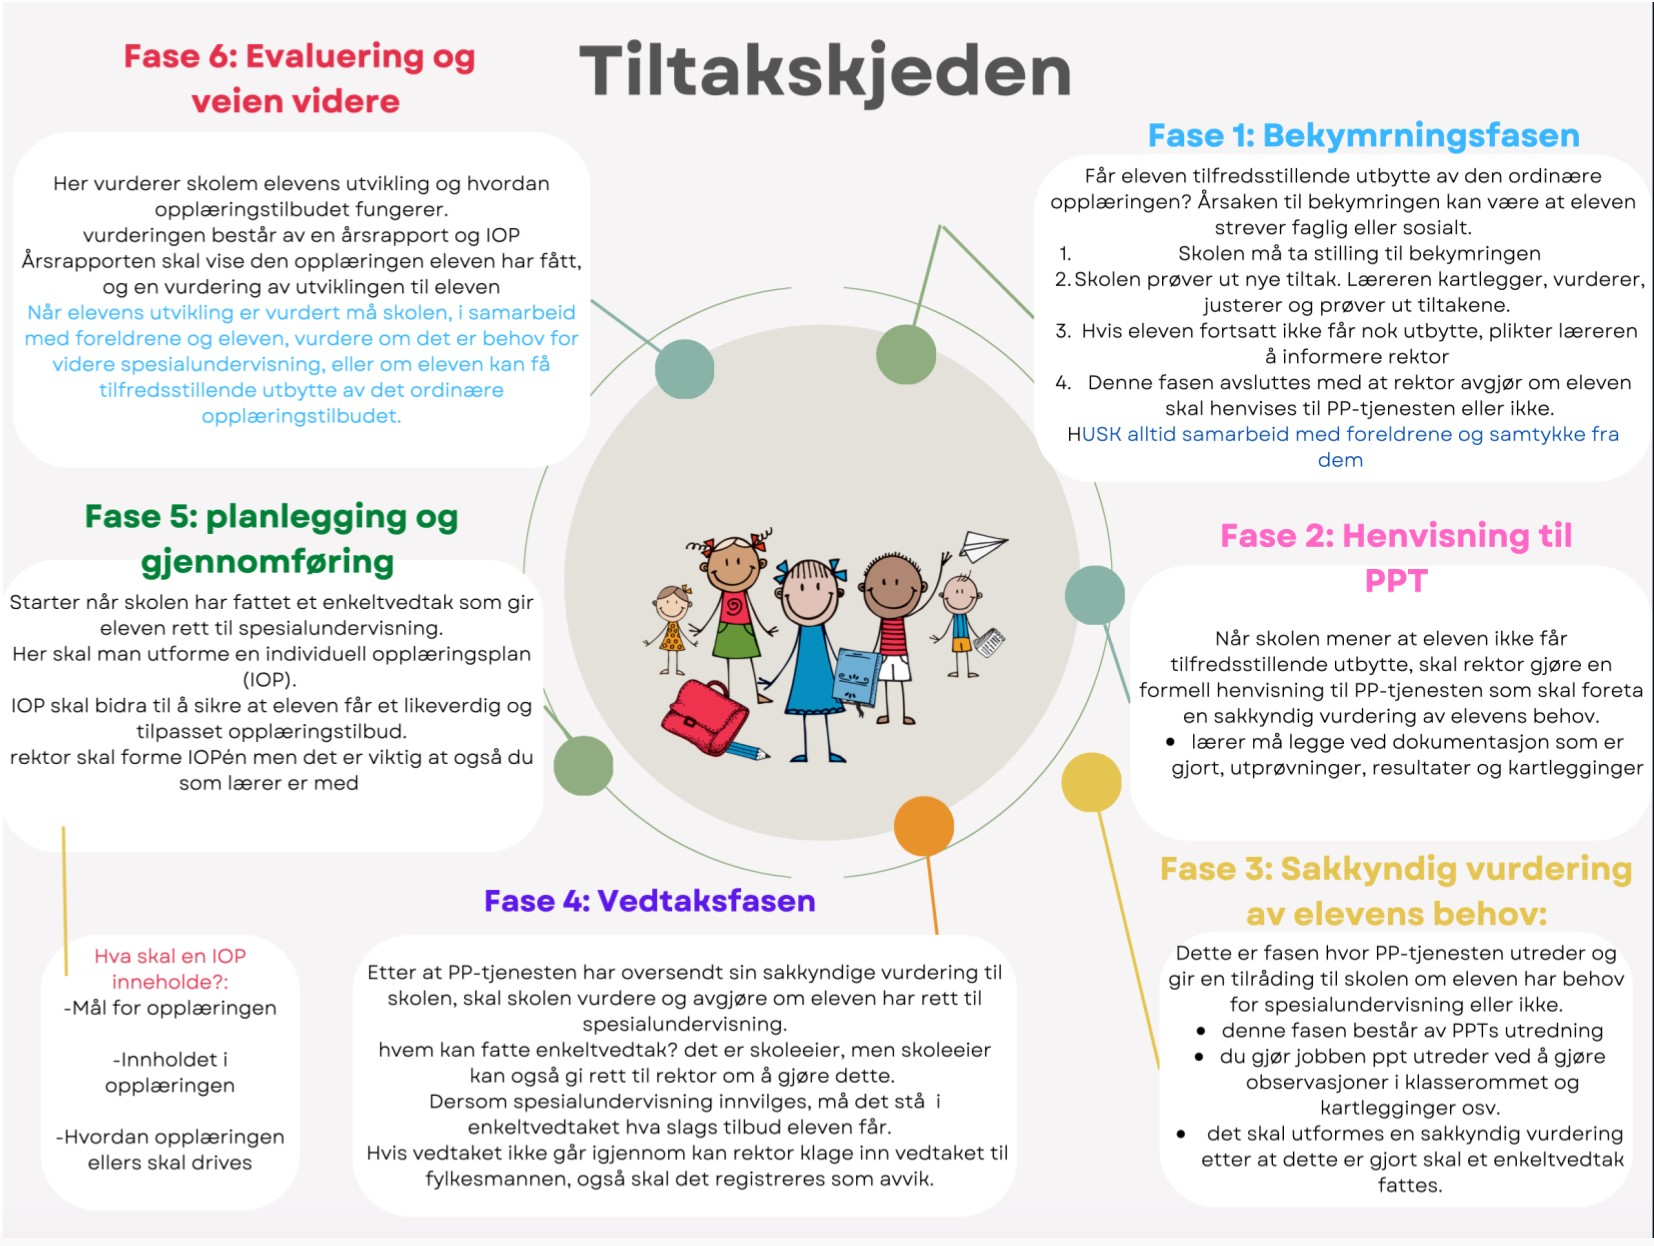 Tiltakskjeden
Fase 1: Bekymrningsfasen
Får eleven tilfredsstillende utbytte av den ordinære
opplæringen? Årsaken til bekymringen kan være at eleven
strever faglig eller sosialt.
1. Skolen må ta stilling til bekymringen
2. Skolen prøver ut nye tiltak. Læreren kartlegger, vurderer,
justerer og prøver ut tiltakene.
3. Hvis eleven fortsatt ikke får nok utbytte, plikter læreren
å informere rektor
4. Denne fasen avsluttes med at rektor avgjør om eleven
skal henvises til PP-tjenesten eller ikke.
HUSK alltid samarbeid med foreldrene og samtykke fra
dem
Fase 2: Henvisning til
PPT
Når skolen mener at eleven ikke får
tilfredsstillende utbytte, skal rektor gjøre en
formell henvisning til PP-tjenesten som skal foreta
en sakkyndig vurdering av elevens behov.
• lærer må legge ved dokumentasjon som er
gjort, utprøvninger, resultater og kartlegginger
Fase 3: Sakkyndig vurdering
av elevens behov:
Dette er fasen hvor PP-tjenesten utreder og
gir en tilråding til skolen om eleven har behov
for spesialundervisning eller ikke.
• denne fasen består av PPTs utredning
• du gjør jobben ppt utreder ved å gjøre
observasjoner i klasserommet og
kartlegginger osv.
• det skal utformes en sakkyndig vurdering
etter at dette er gjort skal et enkeltvedtak
fattes.
Fase 4: Vedtaksfasen
Etter at PP-tjenesten har oversendt sin sakkyndige vurdering til
skolen, skal skolen vurdere og avgjøre om eleven har rett til
spesialundervisning.
hvem kan fatte enkeltvedtak? det er skoleeier, men skoleeier
kan også gi rett til rektor om å gjøre dette.
Dersom spesialundervisning innvilges, må det stå i
enkeltvedtaket hva slags tilbud eleven får.
Hvis vedtaket ikke går igjennom kan rektor klage inn vedtaket til
fylkesmannen, også skal det registreres som avvik.
Fase 5: planlegging og
gjennomføring
Starter når skolen har fattet et enkeltvedtak som gir
eleven rett til spesialundervisning.
Her skal man utforme en individuell opplæringsplan
(IOP).
IOP skal bidra til å sikre at eleven får et likeverdig og
tilpasset opplæringstilbud.
rektor skal forme IOPén men det er viktig at også du
som lærer er med
Hva skal en IOP
inneholde?:
-Mål for opplæringen
-Innholdet i
opplæringen
-Hvordan opplæringen
ellers skal drives
Fase 6: Evaluering og
veien videre
Her vurderer skolem elevens utvikling og hvordan
opplæringstilbudet fungerer.
vurderingen består av en årsrapport og IOP
Årsrapporten skal vise den opplæringen eleven har fått,
og en vurdering av utviklingen til eleven
Når elevens utvikling er vurdert må skolen, i samarbeid
med foreldrene og eleven, vurdere om det er behov for
videre spesialundervisning, eller om eleven kan få
tilfredsstillende utbytte av det ordinære
opplæringstilbudet.